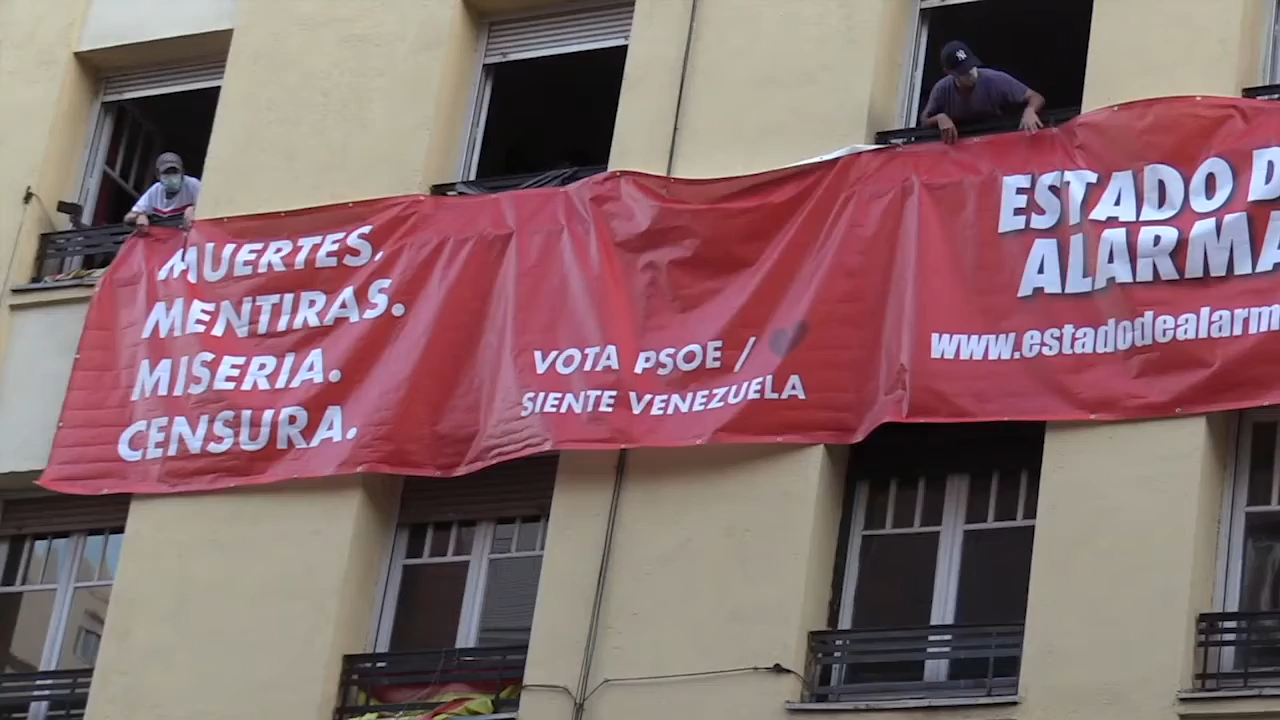 MUERTES.
MENTIRAS.
MISERIA.
CENSURA.
VOTA PSOE /
SIENTE VENEZUELA
ESTADO D
ALARMA
www.estadodealarm